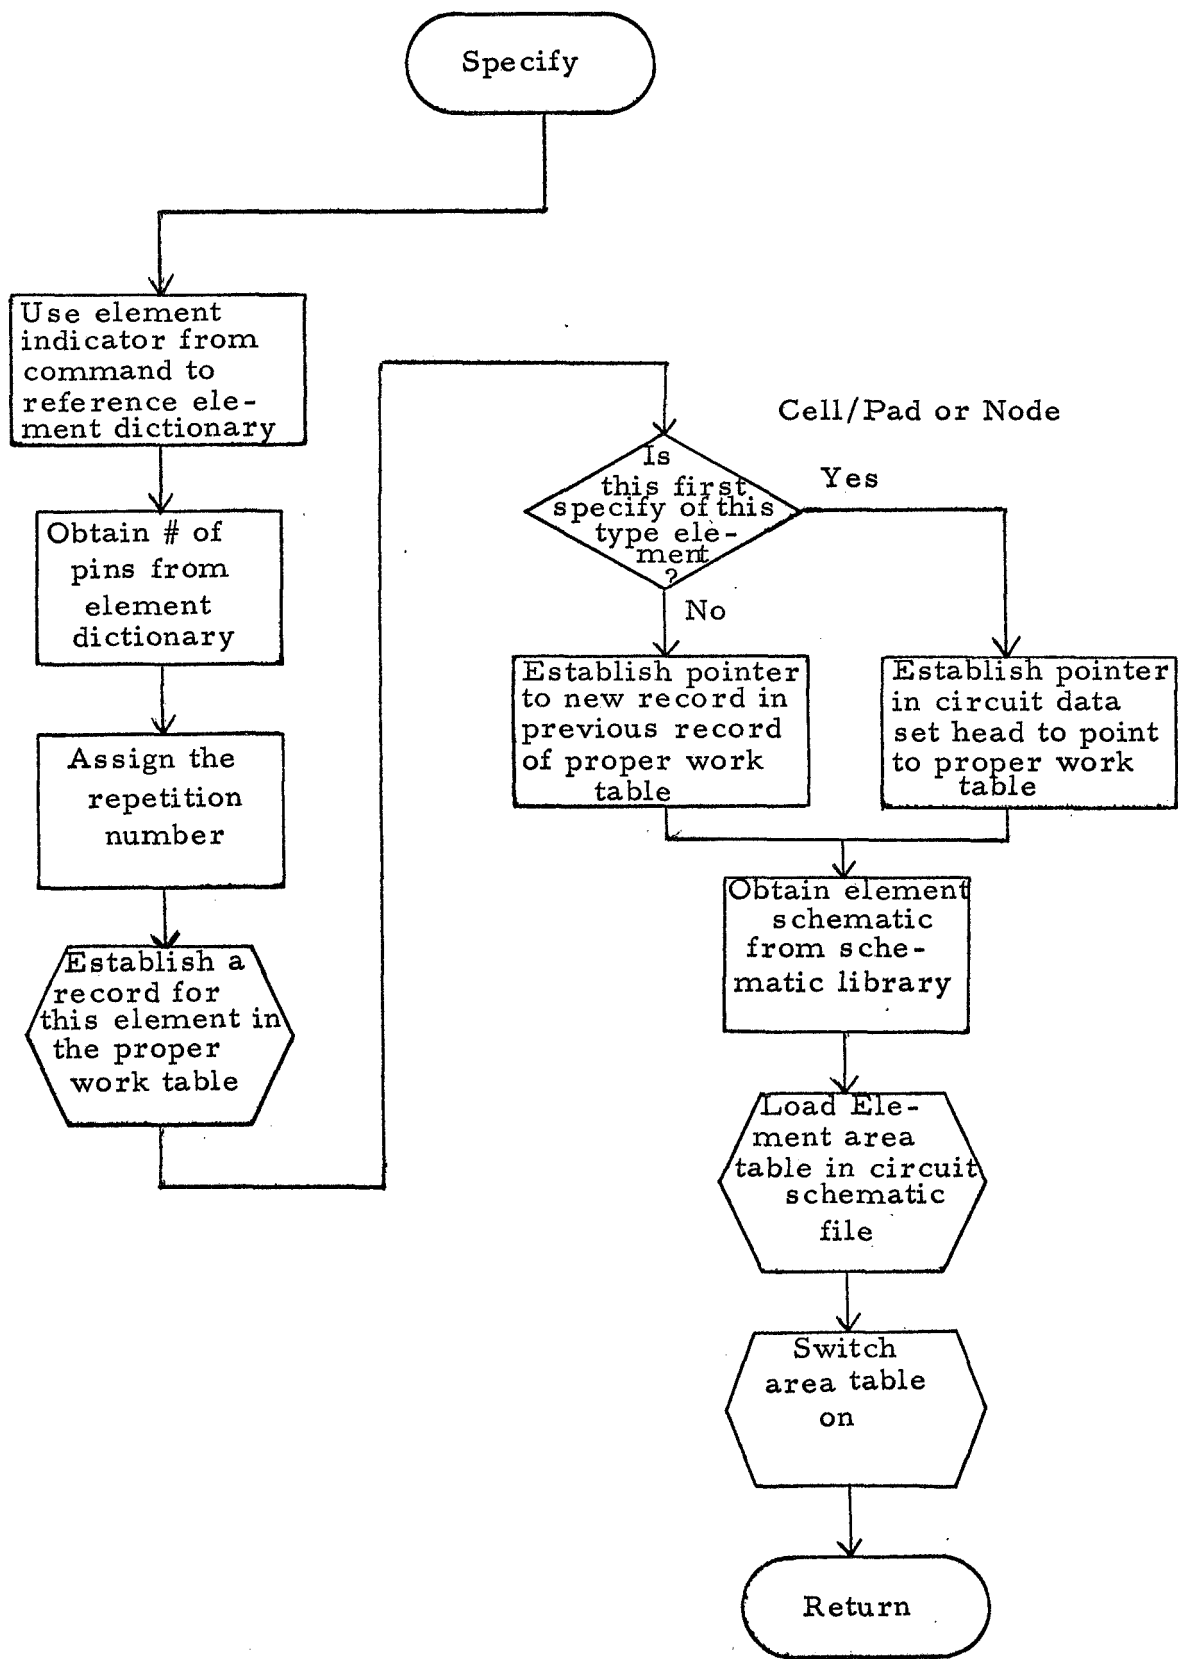 Specify
Use element
indicator from
command to
reference ele-
ment dictionary
Obtain # of
pins from
element
dictionary
Assign the
repetition
number
Establish a
record for
this element in
the proper
work table
Cell/Pad or Node
Is
this first
specify of this
type ele-
ment
?
Yes
No
Establish pointer
to new record in
previous record
of proper work
table
Establish pointer
in circuit data
set head to point
to proper work
table
Obtain element
schematic
from sche-
matic library
Load Ele-
ment area
table in circuit
schematic
file
Switch
area table
on
Return